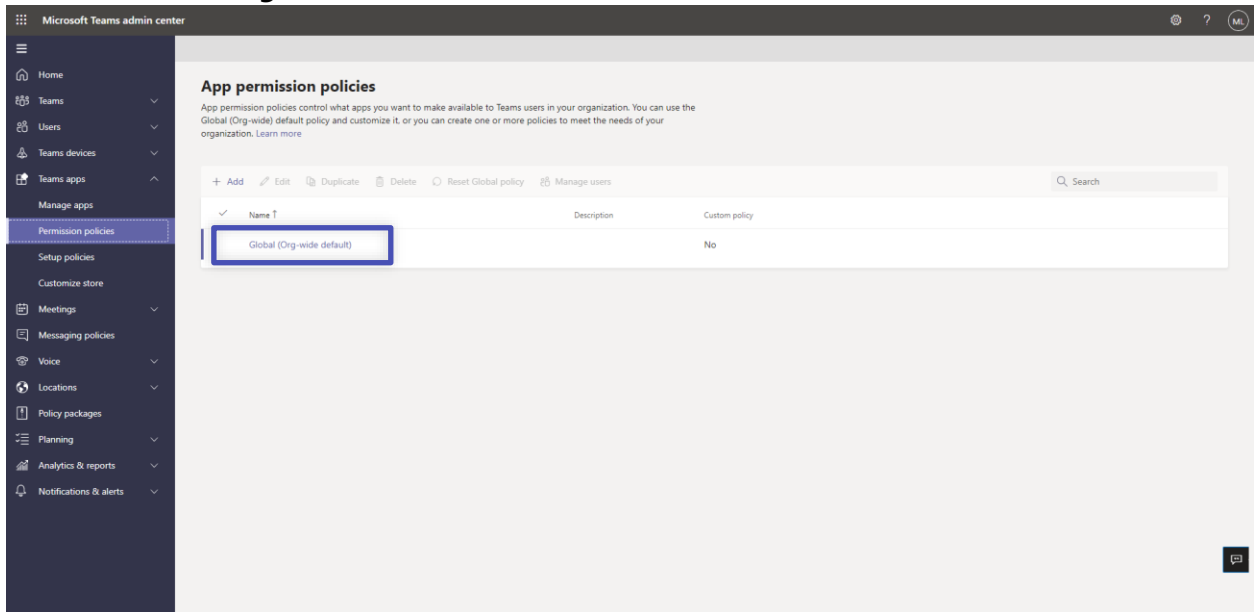 Microsoft Teams admin center
?
ML
Home
Teams
Users
Teams devices
Teams apps
Manage apps
Permission policies
Setup policies
Customize store
Meetings
Messaging policies
Voice
Locations
Policy packages
Planning
Analytics & reports
Notifications & alerts
App permission policies
App permission policies control what apps you want to make available to Teams users in your organization. You can use the
Global (Org-wide) default policy and customize it, or you can create one or more policies to meet the needs of your
organization. Learn more
+ Add Edit Duplicate Delete Reset Global policy Manage users Search
Name ↑ Description Custom policy
Global (Org-wide default) No